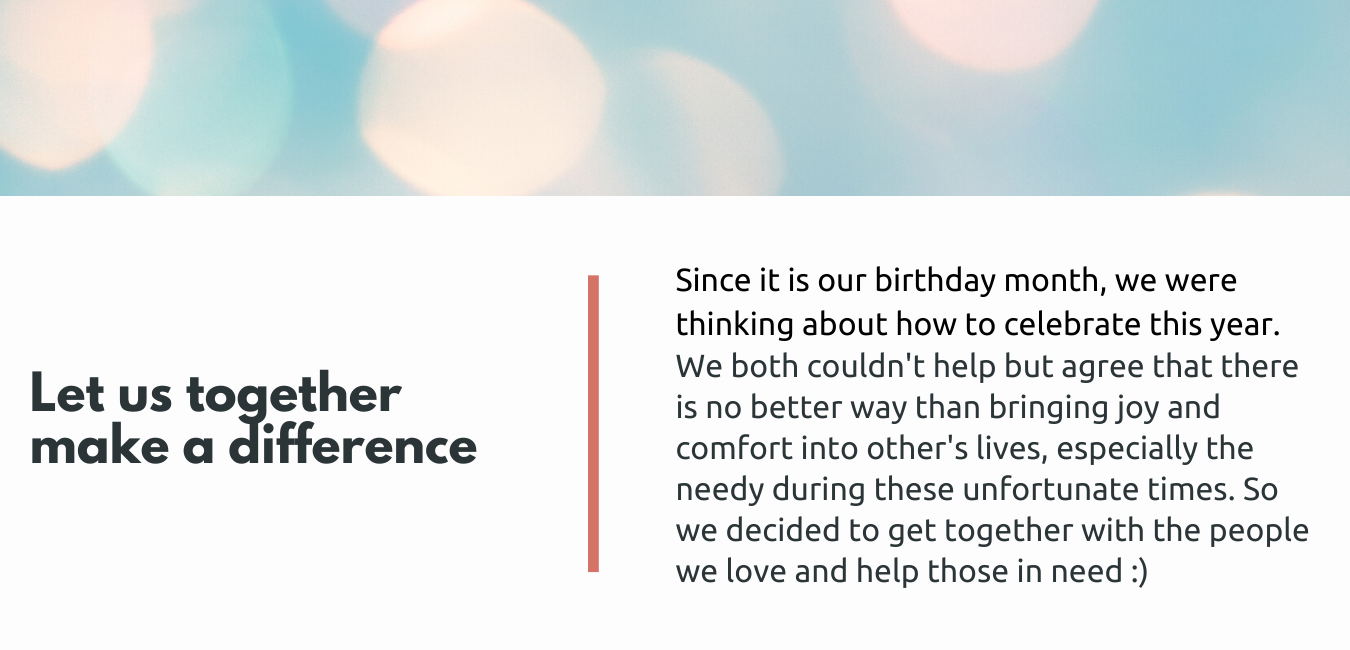 Let us together
make a difference
Since it is our birthday month, we were
thinking about how to celebrate this year.
We both couldn't help but agree that there
is no better way than bringing joy and
comfort into other's lives, especially the
needy during these unfortunate times. So
we decided to get together with the people
we love and help those in need :)